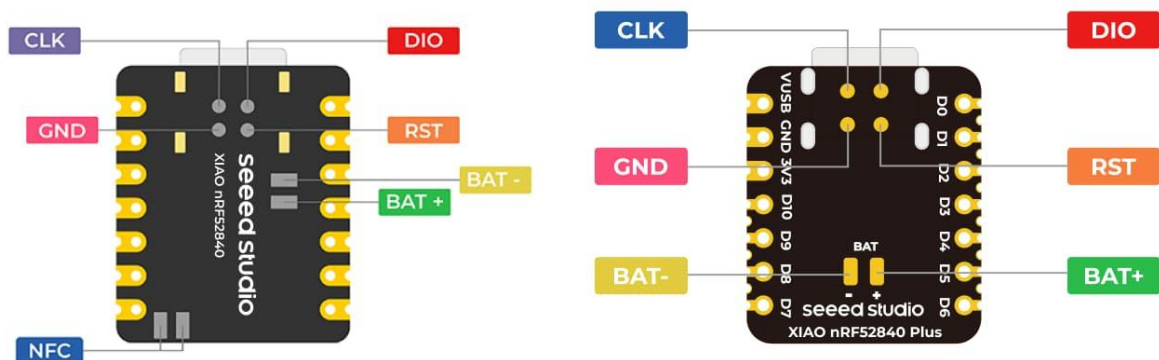 CLK
DIO
GND
RST
BAT -
BAT +
NFC
XIAO nRF52840
seeed studio
CLK
DIO
GND
RST
BAT-
BAT+
VUSB
GND
3V3
D10
D9
D8
D7
D0
D1
D2
D3
D4
D5
D6
BAT
- +
seeed studio
XIAO nRF52840 Plus